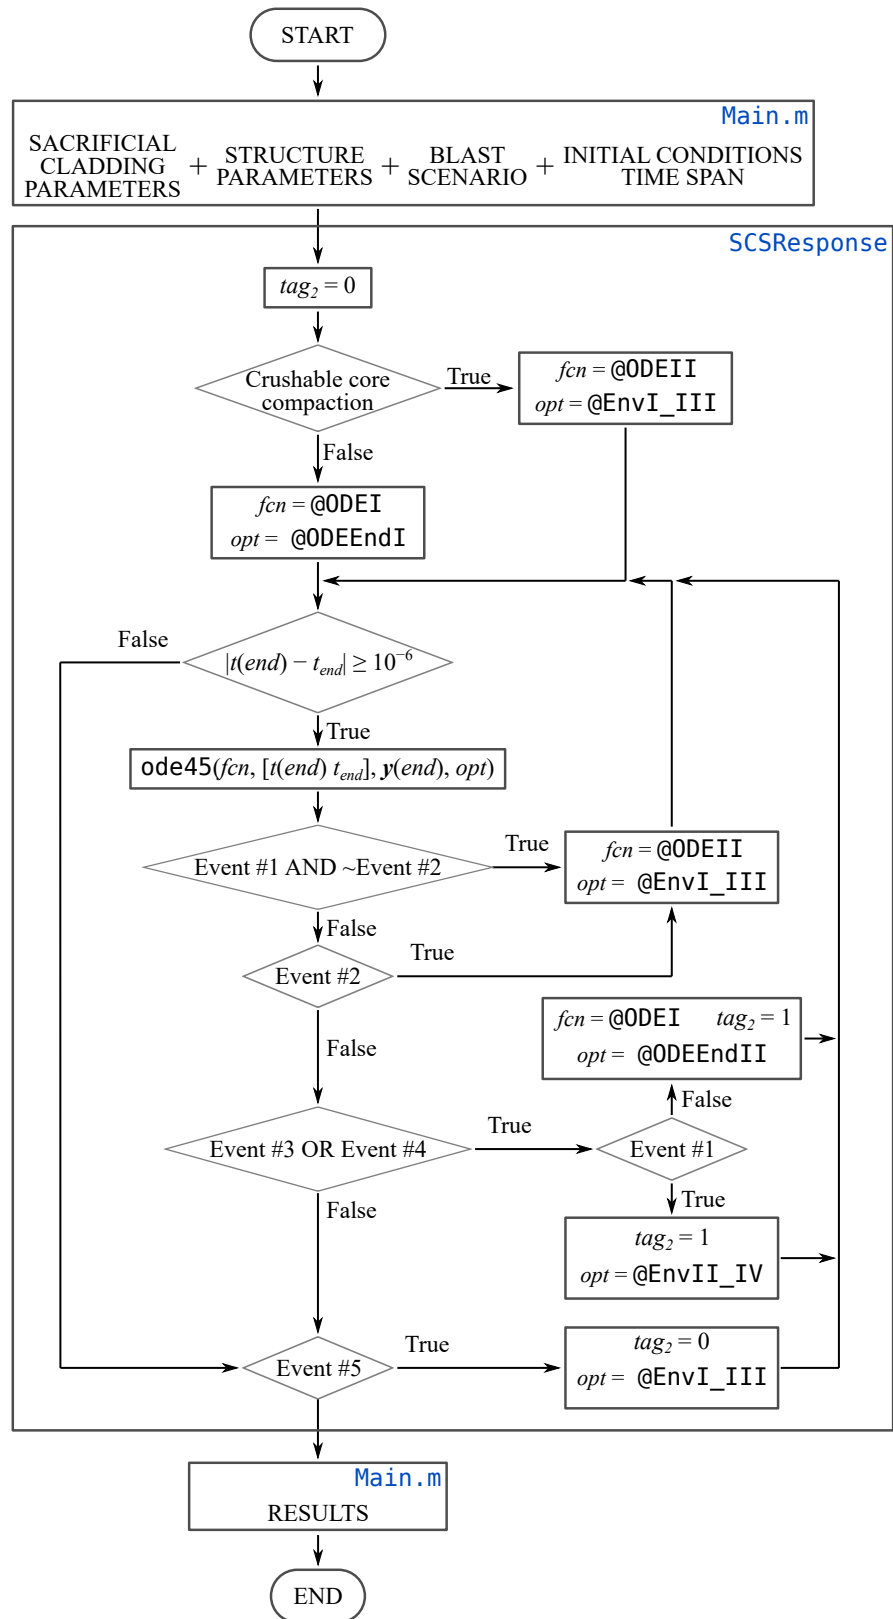 START
Main.m
SACRIFICIAL CLADDING PARAMETERS + STRUCTURE PARAMETERS + BLAST SCENARIO + INITIAL CONDITIONS TIME SPAN
SCSResponse
tag₂ = 0
Crushable core
compaction
True
fcn = @ODEII
opt = @EnvI_III
False
fcn = @ODEI
opt = @ODEEndI
False
|t(end) − t_end| ≥ 10⁻⁶
True
ode45(fcn, [t(end) t_end], y(end), opt)
Event #1 AND ~Event #2
True
fcn = @ODEII
opt = @EnvI_III
False
Event #2
True
False
fcn = @ODEI tag₂ = 1
opt = @ODEEndII
False
Event #3 OR Event #4
True
Event #1
True
False
tag₂ = 1
opt = @EnvII_IV
Event #5
True
tag₂ = 0
opt = @EnvI_III
Main.m
RESULTS
END